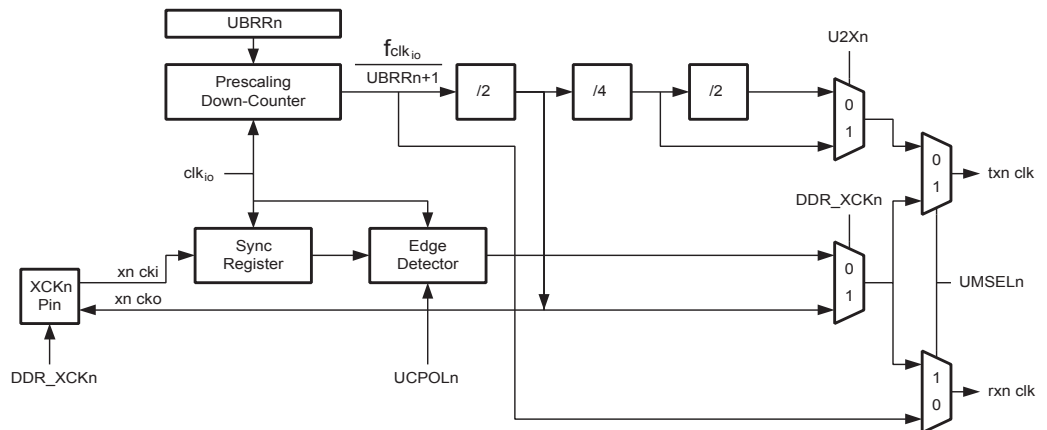 UBRRn
U2Xn
fclkio
UBRRn+1
Prescaling
Down-Counter
/2
/4
/2
0
1
clkio
0
1
txn clk
DDR_XCKn
Sync
Register
Edge
Detector
xn cki
0
1
UMSELn
XCKn
Pin
xn cko
DDR_XCKn
UCPOLn
1
0
rxn clk